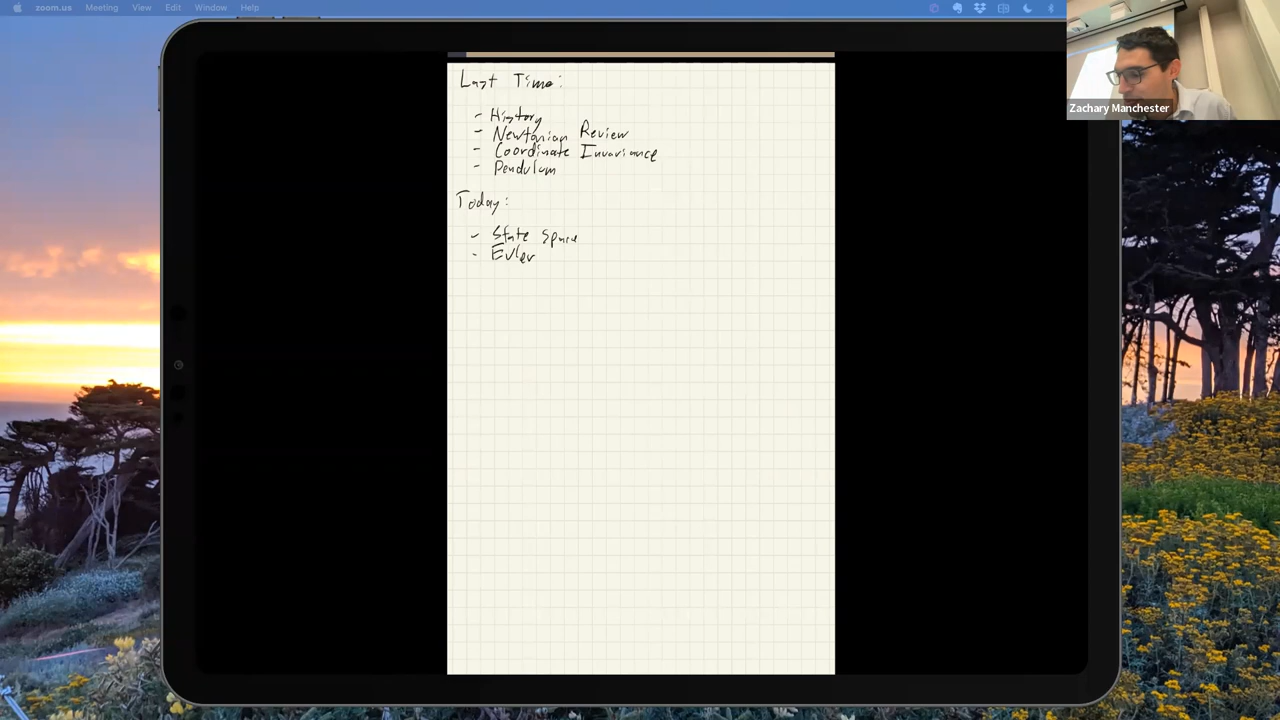 zoom.us Meeting View Edit Window Help
Zachary Manchester
Last Time:
- History
- Newtonian Review
- Coordinate Invariance
- Pendulum
Today:
- State Space
- Euler